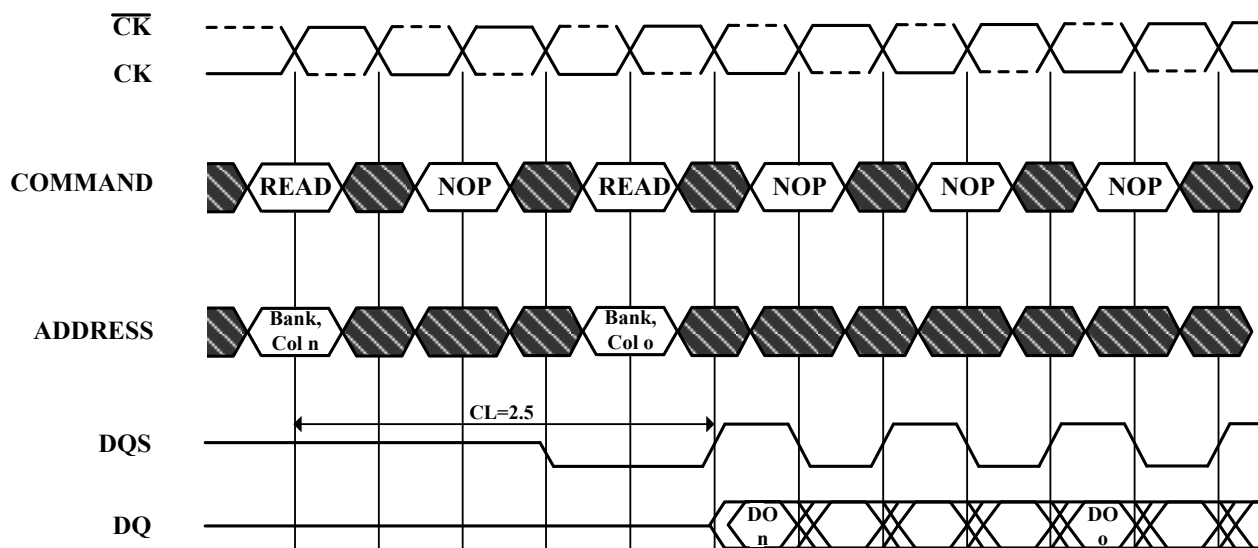 CK
CK
COMMAND
READ NOP READ NOP NOP NOP
ADDRESS
Bank,
Col n
Bank,
Col o
CL=2.5
DQS
DQ
DO
n
DO
o